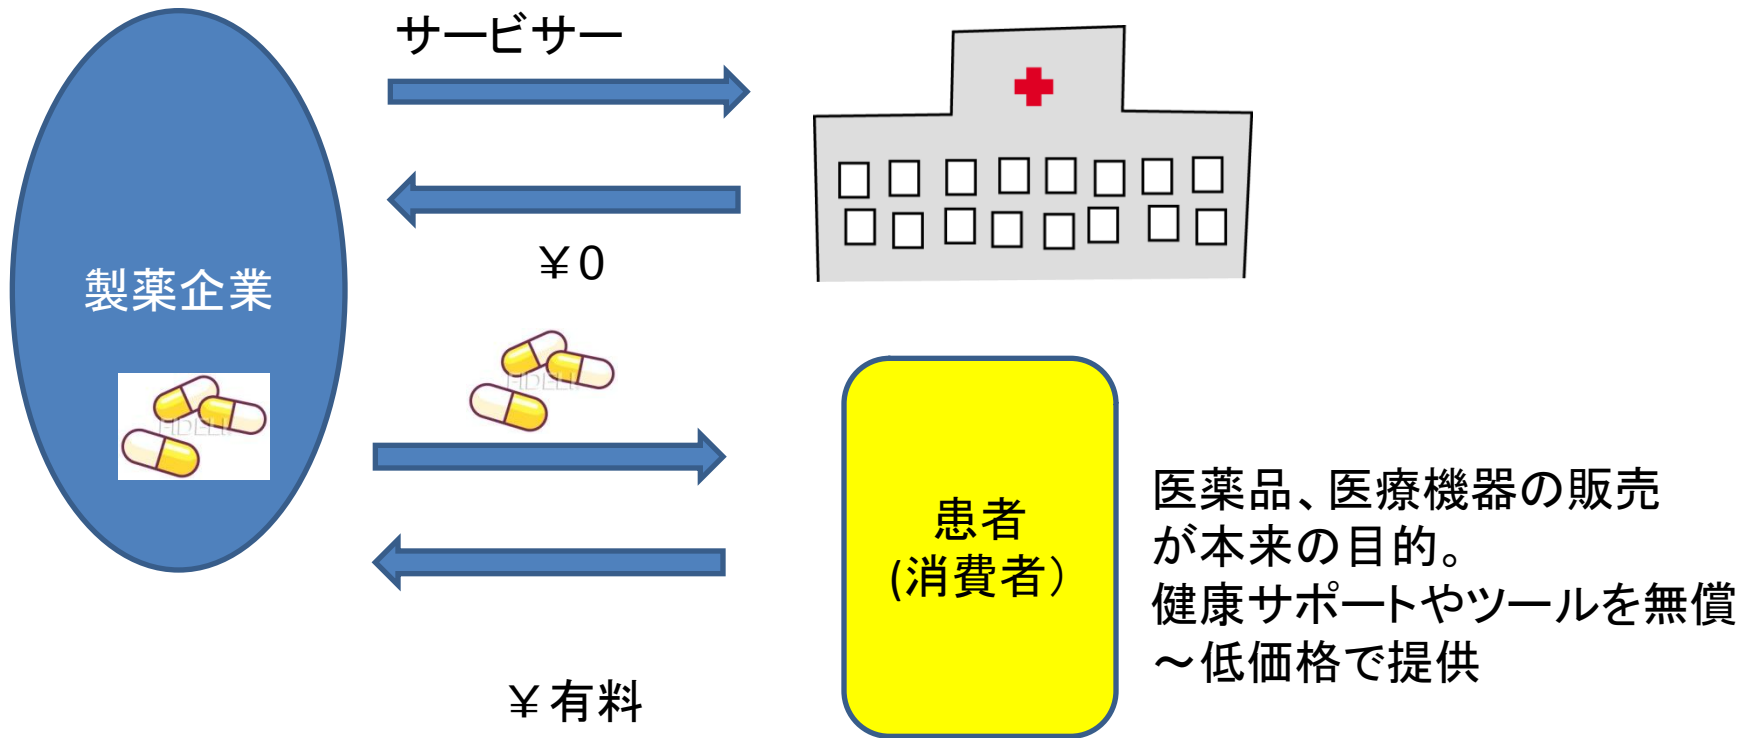 サービサー
¥0
製薬企業
¥有料
患者
(消費者)
医薬品、医療機器の販売
が本来の目的。
健康サポートやツールを無償
~低価格で提供